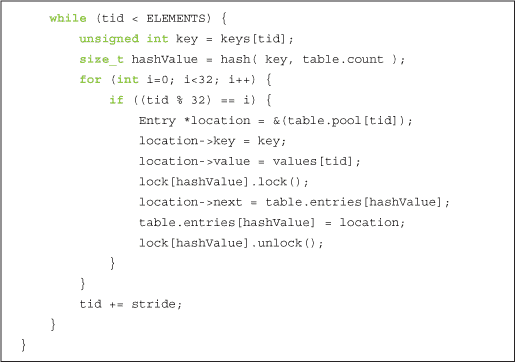 while (tid < ELEMENTS) {
unsigned int key = keys[tid];
size_t hashValue = hash( key, table.count );
for (int i=0; i<32; i++) {
if ((tid % 32) == i) {
Entry *location = &(table.pool[tid]);
location->key = key;
location->value = values[tid];
lock[hashValue].lock();
location->next = table.entries[hashValue];
table.entries[hashValue] = location;
lock[hashValue].unlock();
}
}
tid += stride;
}
}